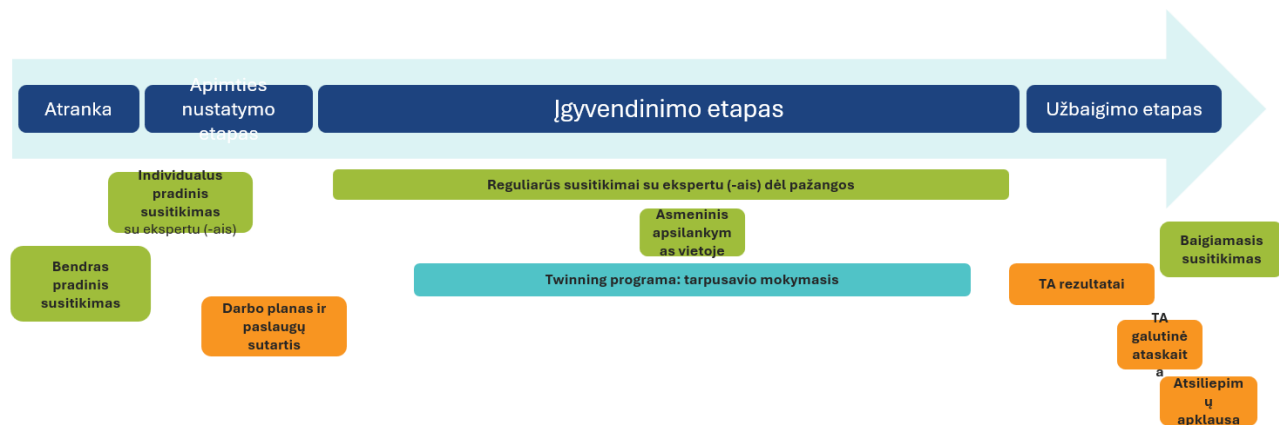 Atranka
Apimties
nustatymo
etapas
Įgyvendinimo etapas
Užbaigimo etapas
Individualus
pradinis
susitikimas
su ekspertu (-ais)
Reguliarūs susitikimai su ekspertu (-ais) dėl pažangos
Asmeninis
apsilankym
as vietoje
Baigiamasis
susitikimas
Bendras
pradinis
susitikimas
Twinning programa: tarpusavio mokymasis
TA rezultatai
Darbo planas ir
paslaugų
sutartis
TA
galutinė
ataskait
a
Atsiliepim
ų
apklausa